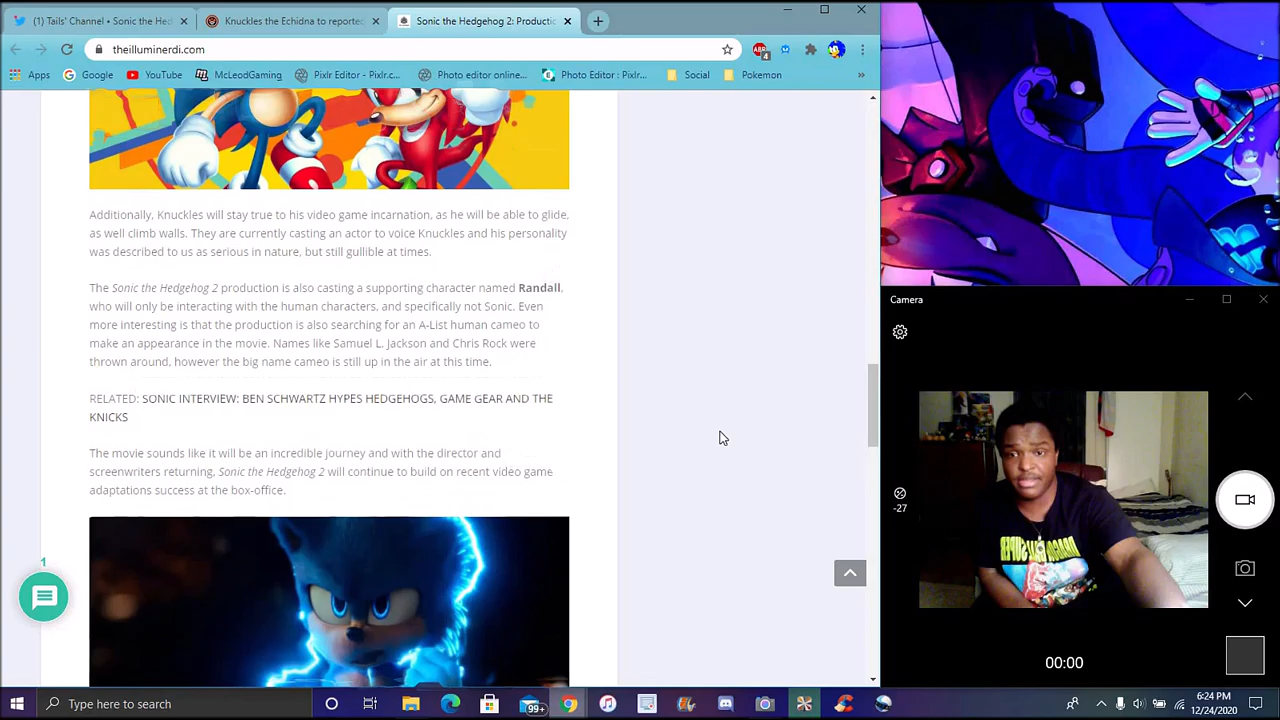 (1) Tails' Channel • Sonic the Hed
Knuckles the Echidna to reported
Sonic the Hedgehog 2: Productio
theilluminerdi.com
Apps
Google
YouTube
McLeodGaming
Pixlr Editor - Pixlr.c...
Photo editor online...
Photo Editor : Pixlr...
Social
Pokemon
»
Additionally, Knuckles will stay true to his video game incarnation, as he will be able to glide,
as well climb walls. They are currently casting an actor to voice Knuckles and his personality
was described to us as serious in nature, but still gullible at times.
The Sonic the Hedgehog 2 production is also casting a supporting character named Randall,
who will only be interacting with the human characters, and specifically not Sonic. Even
more interesting is that the production is also searching for an A-List human cameo to
make an appearance in the movie. Names like Samuel L. Jackson and Chris Rock were
thrown around, however the big name cameo is still up in the air at this time.
RELATED: SONIC INTERVIEW: BEN SCHWARTZ HYPES HEDGEHOGS, GAME GEAR AND THE
KNICKS
The movie sounds like it will be an incredible journey and with the director and
screenwriters returning, Sonic the Hedgehog 2 will continue to build on recent video game
adaptations success at the box-office.
1
Camera
-27
00:00
Type here to search
99+
6:24 PM
12/24/2020